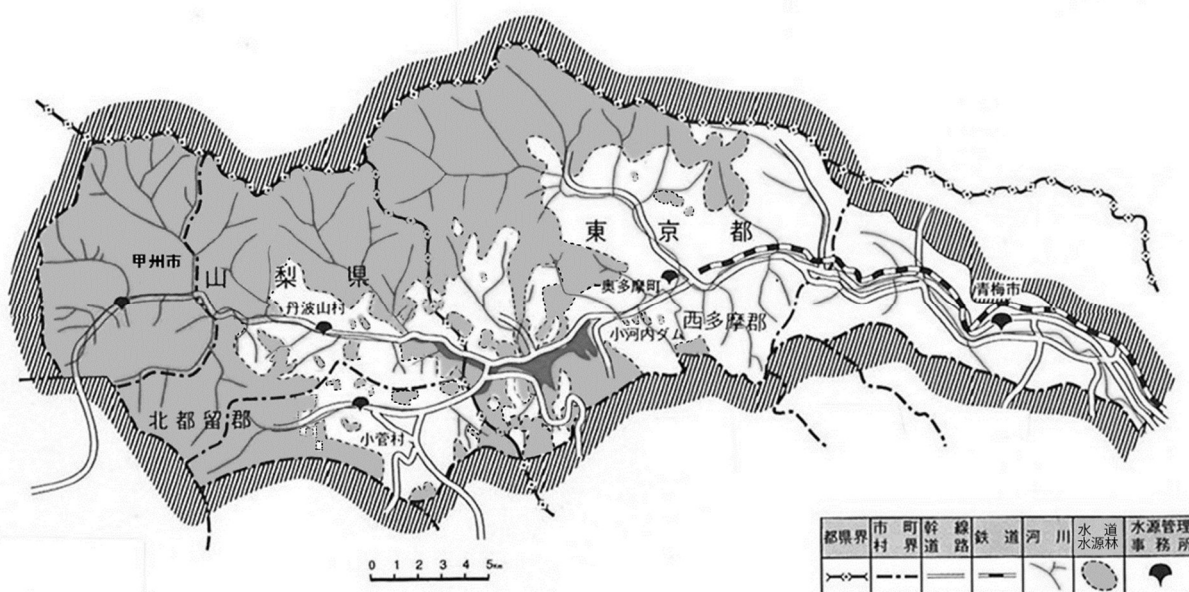 東京都
甲州市
山梨県
奥多摩町
青梅市
丹波山村
西多摩郡
小河内ダム
北都留郡
小菅村
0 1 2 3 4 5Km
都県界
市町村界
幹線道路
鉄道
河川
水道水源林
水源管理事務所